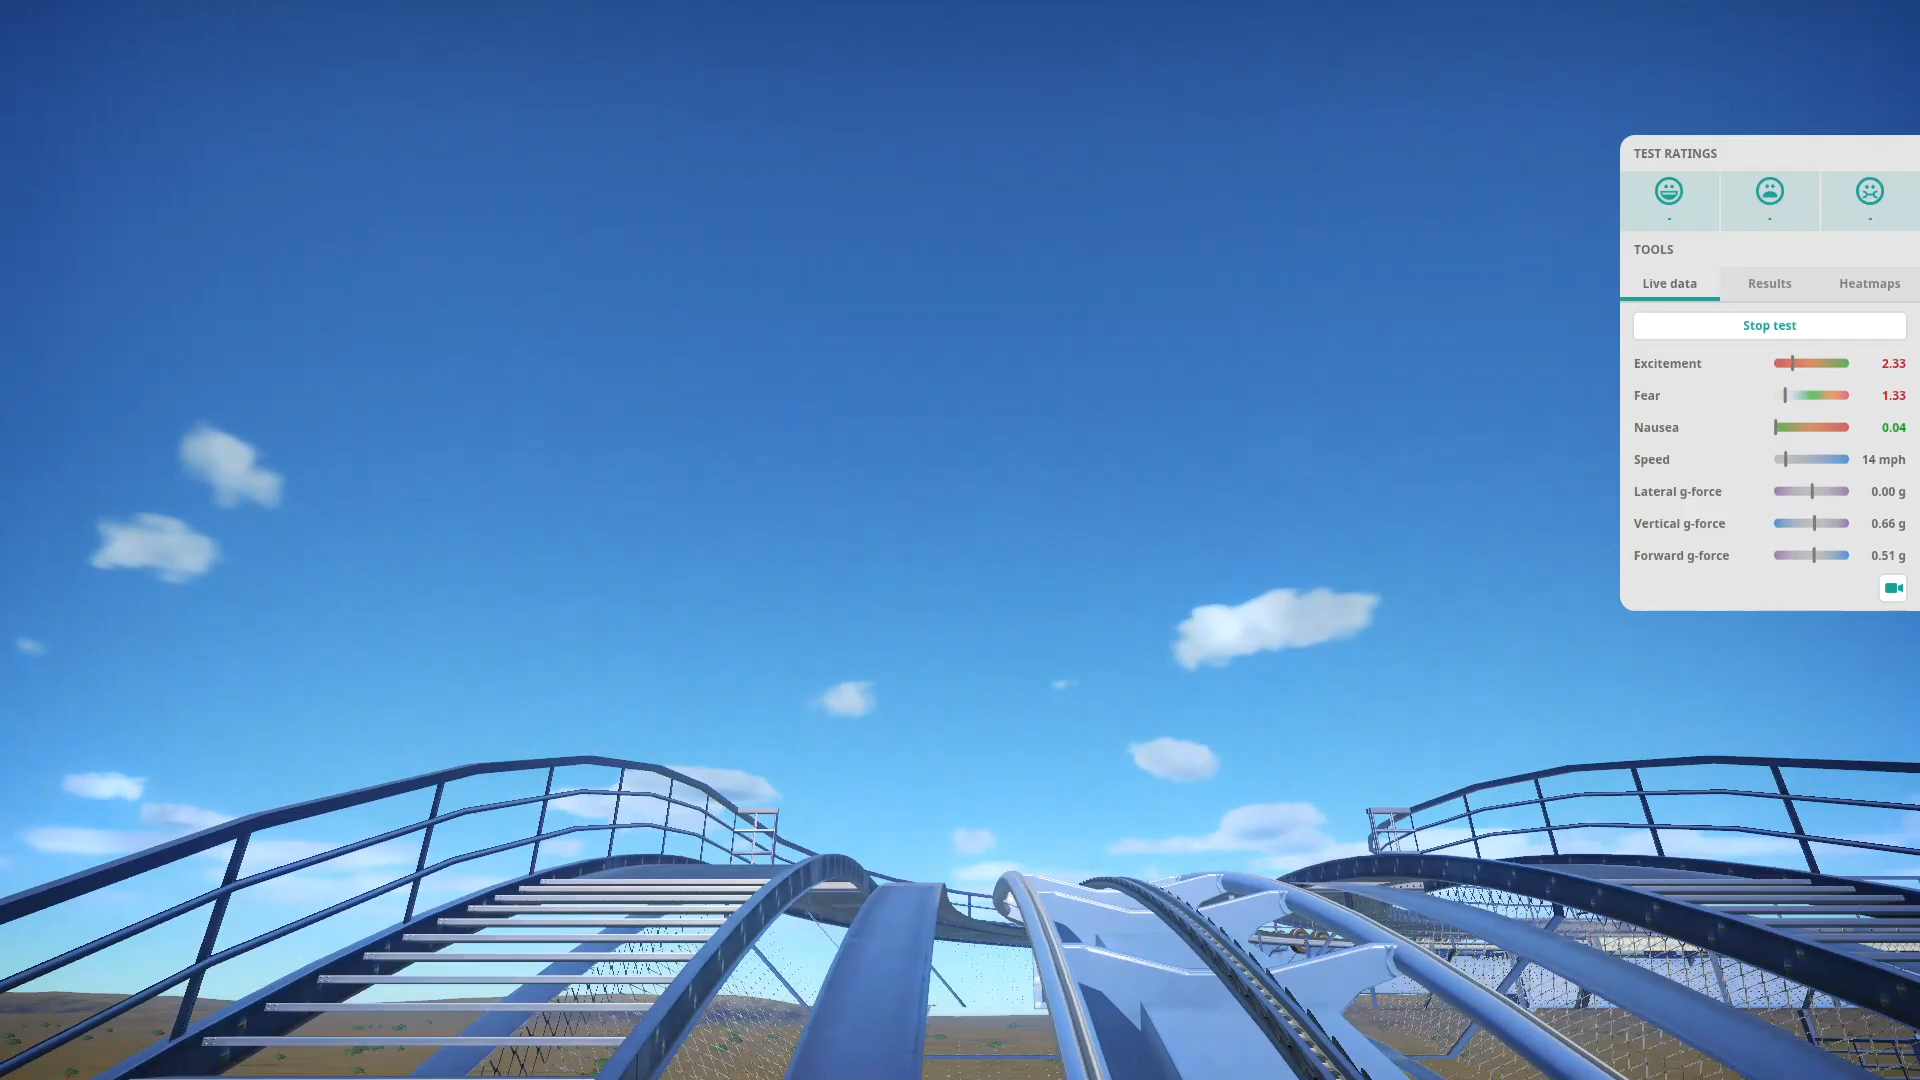 TEST RATINGS
- - -
TOOLS
Live data Results Heatmaps
Stop test
Excitement 2.33
Fear 1.33
Nausea 0.04
Speed 14 mph
Lateral g-force 0.00 g
Vertical g-force 0.66 g
Forward g-force 0.51 g